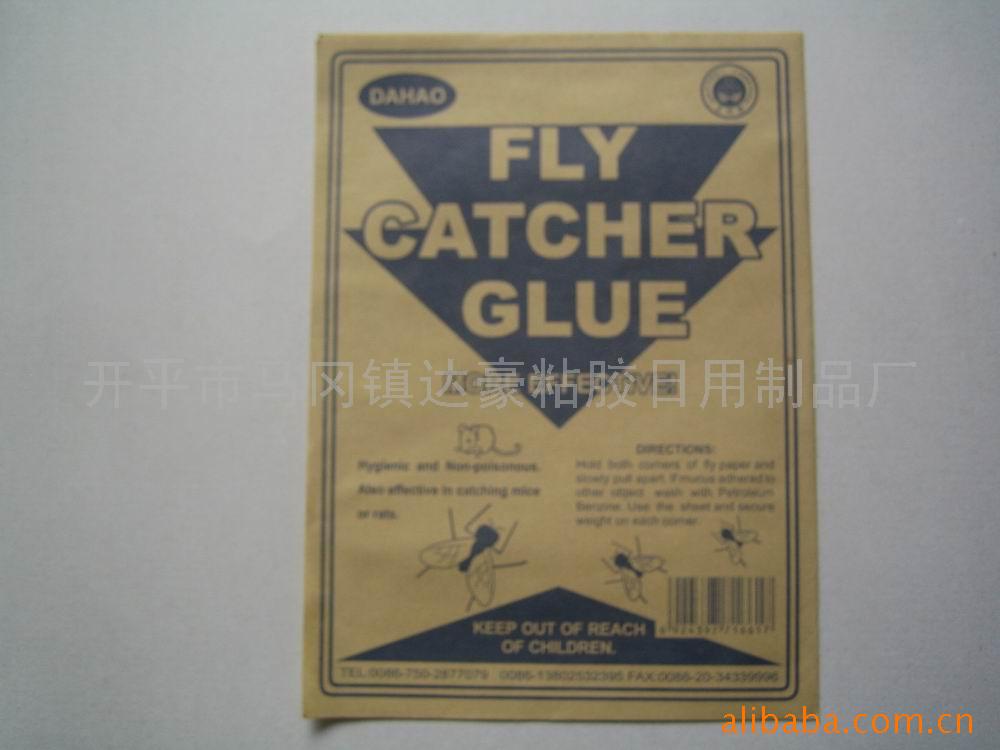 DAHAO
FLY
CATCHER
GLUE
开平市马冈镇达豪粘胶日用制品厂
Hygienic and Non-poisonous.
Also effective in catching mice
or rats.
DIRECTIONS:
Hold both corners of fly paper and
slowly pull apart. If mucus adhered to
other object wash with Petroleum
Benzine. Use the sheet and secure
weight on each corner.
KEEP OUT OF REACH
OF CHILDREN.
TEL:0086-750-2877079 0086-13802532395 FAX:0086-20-34339996
alibaba.com.cn